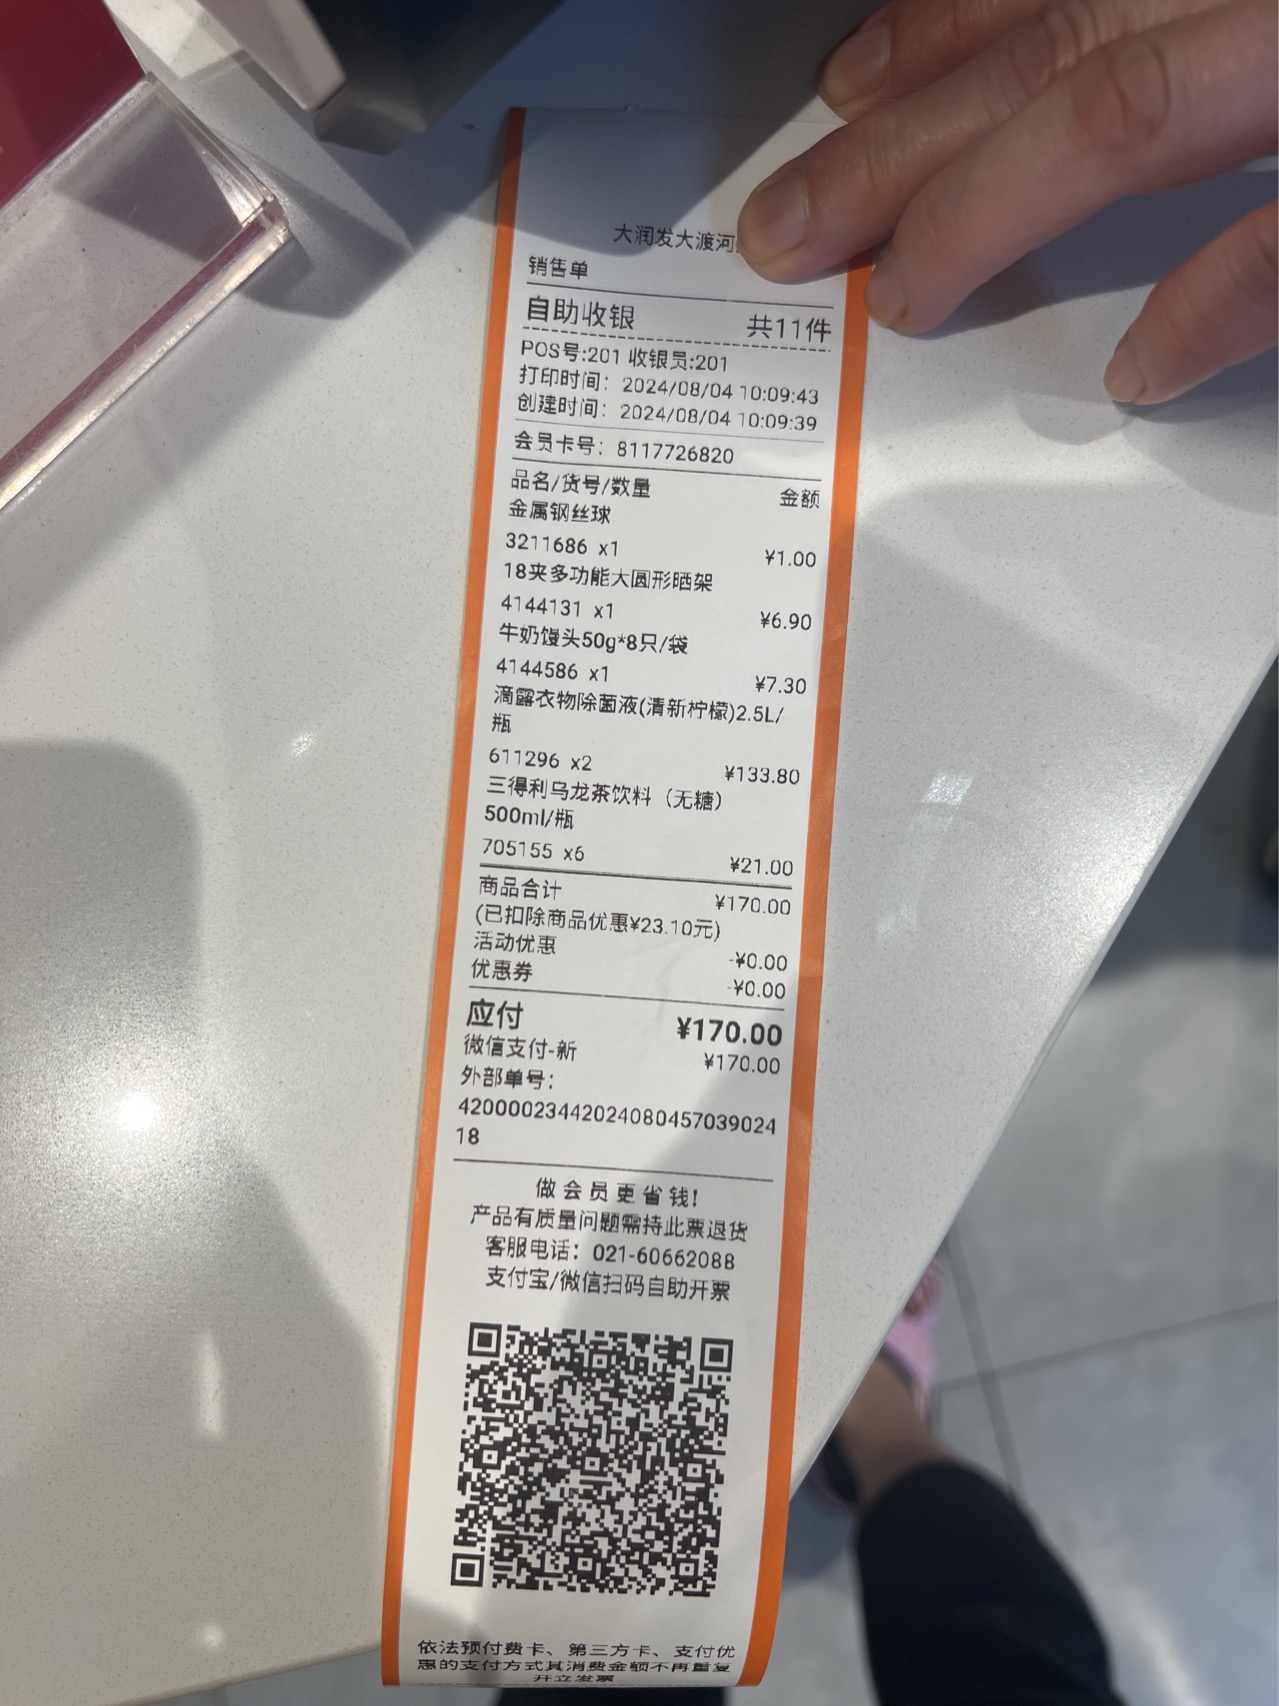 大润发大渡河
销售单
自助收银 共11件
POS号:201 收银员:201
打印时间: 2024/08/04 10:09:43
创建时间: 2024/08/04 10:09:39
会员卡号: 8117726820
品名/货号/数量 金额
金属钢丝球
3211686 x1 ¥1.00
18夹多功能大圆形晒架
4144131 x1 ¥6.90
牛奶馒头50g*8只/袋
4144586 x1 ¥7.30
滴露衣物除菌液(清新柠檬)2.5L/
瓶
611296 x2 ¥133.80
三得利乌龙茶饮料（无糖）
500ml/瓶
705155 x6 ¥21.00
商品合计 ¥170.00
(已扣除商品优惠¥23.10元)
活动优惠 -¥0.00
优惠券 -¥0.00
应付 ¥170.00
微信支付-新 ¥170.00
外部单号:
42000023442024080457039024
18
做会员更省钱!
产品有质量问题需持此票退货
客服电话: 021-60662088
支付宝/微信扫码自助开票
依法预付费卡、第三方卡、支付优
惠的支付方式其消费金额不再重复
开立发票